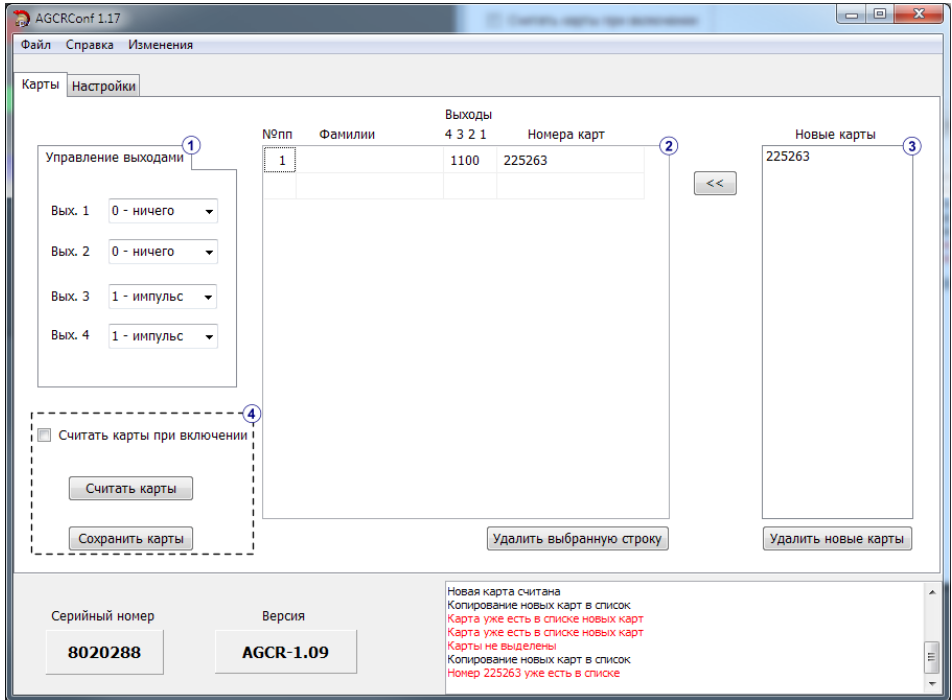 AGCRConf 1.17
Считать карты при включении
Файл Справка Изменения
Карты Настройки
Выходы
№пп Фамилии 4 3 2 1 Номера карт Новые карты
1 2 3
Управление выходами
1 1100 225263 225263
<<
Вых. 1 0 - ничего
Вых. 2 0 - ничего
Вых. 3 1 - импульс
Вых. 4 1 - импульс
4
Считать карты при включении
Считать карты
Сохранить карты Удалить выбранную строку Удалить новые карты
Новая карта считана
Копирование новых карт в список
Карта уже есть в списке новых карт
Карта уже есть в списке новых карт
Карты не выделены
Копирование новых карт в список
Номер 225263 уже есть в списке
Серийный номер Версия
8020288 AGCR-1.09